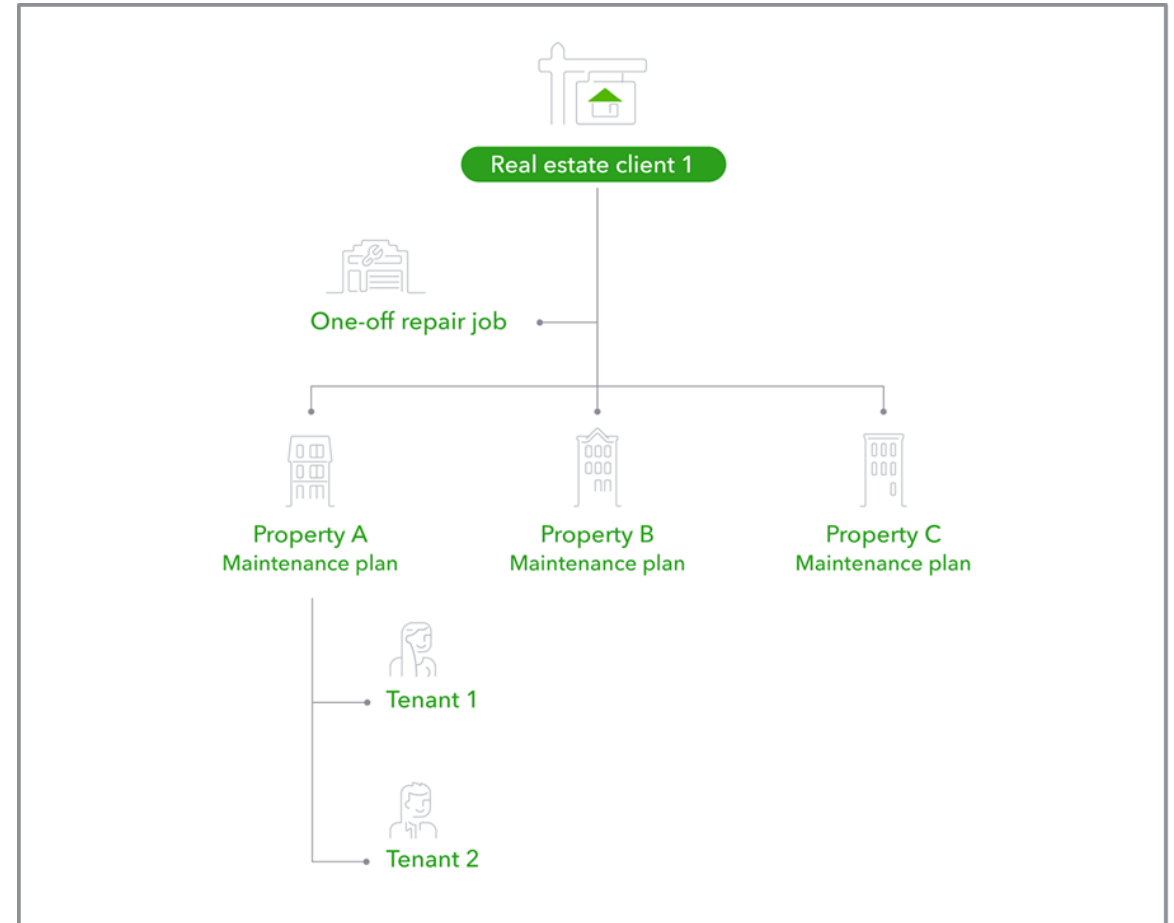 Real estate client 1
One-off repair job
Property A
Maintenance plan
Property B
Maintenance plan
Property C
Maintenance plan
Tenant 1
Tenant 2